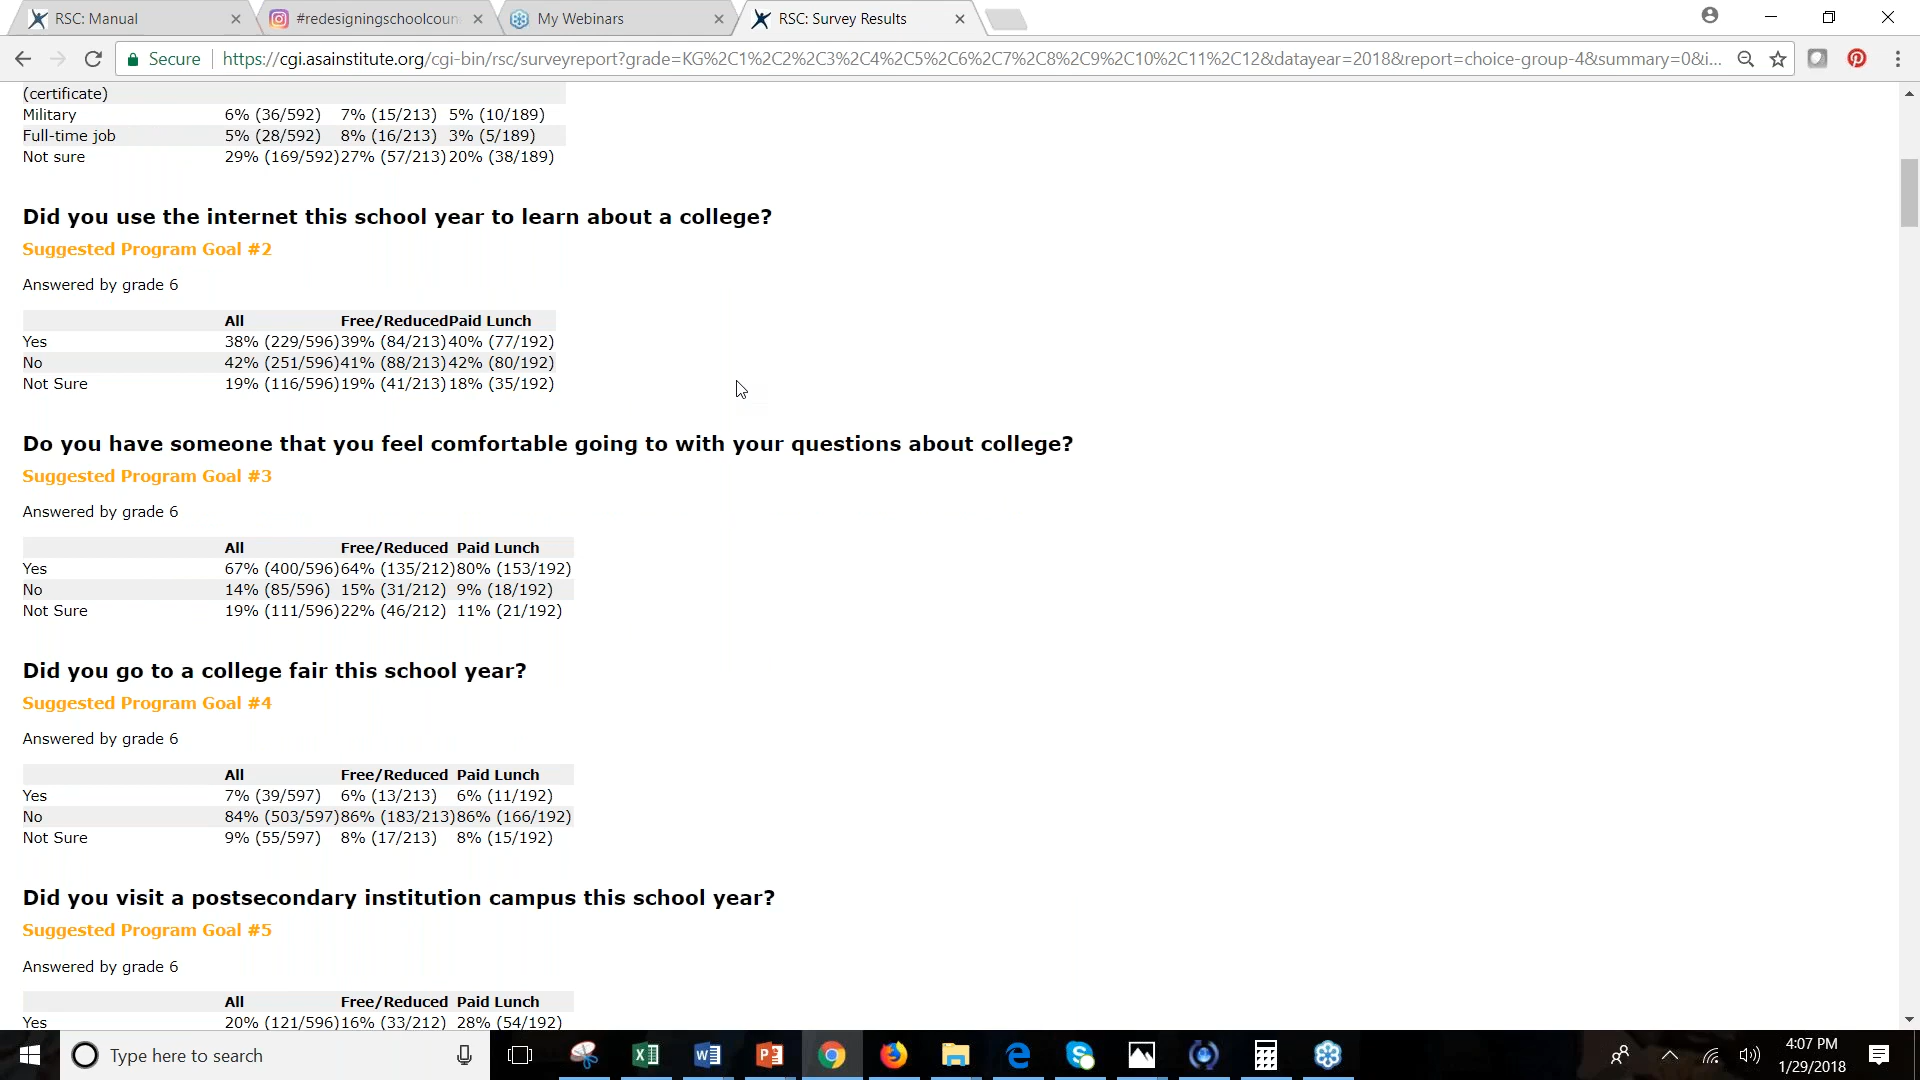 RSC: Manual
#redesigningschoolcoun
My Webinars
RSC: Survey Results
Secure
https://cgi.asainstitute.org/cgi-bin/rsc/surveyreport?grade=KG%2C1%2C2%2C3%2C4%2C5%2C6%2C7%2C8%2C9%2C10%2C11%2C12&datayear=2018&report=choice-group-4&summary=0&i...
(certificate)
Military 6% (36/592) 7% (15/213) 5% (10/189)
Full-time job 5% (28/592) 8% (16/213) 3% (5/189)
Not sure 29% (169/592) 27% (57/213) 20% (38/189)
Did you use the internet this school year to learn about a college?
Suggested Program Goal #2
Answered by grade 6
All Free/Reduced Paid Lunch
Yes 38% (229/596) 39% (84/213) 40% (77/192)
No 42% (251/596) 41% (88/213) 42% (80/192)
Not Sure 19% (116/596) 19% (41/213) 18% (35/192)
Do you have someone that you feel comfortable going to with your questions about college?
Suggested Program Goal #3
Answered by grade 6
All Free/Reduced Paid Lunch
Yes 67% (400/596) 64% (135/212) 80% (153/192)
No 14% (85/596) 15% (31/212) 9% (18/192)
Not Sure 19% (111/596) 22% (46/212) 11% (21/192)
Did you go to a college fair this school year?
Suggested Program Goal #4
Answered by grade 6
All Free/Reduced Paid Lunch
Yes 7% (39/597) 6% (13/213) 6% (11/192)
No 84% (503/597) 86% (183/213) 86% (166/192)
Not Sure 9% (55/597) 8% (17/213) 8% (15/192)
Did you visit a postsecondary institution campus this school year?
Suggested Program Goal #5
Answered by grade 6
All Free/Reduced Paid Lunch
Yes 20% (121/596) 16% (33/212) 28% (54/192)
Type here to search
4:07 PM
1/29/2018